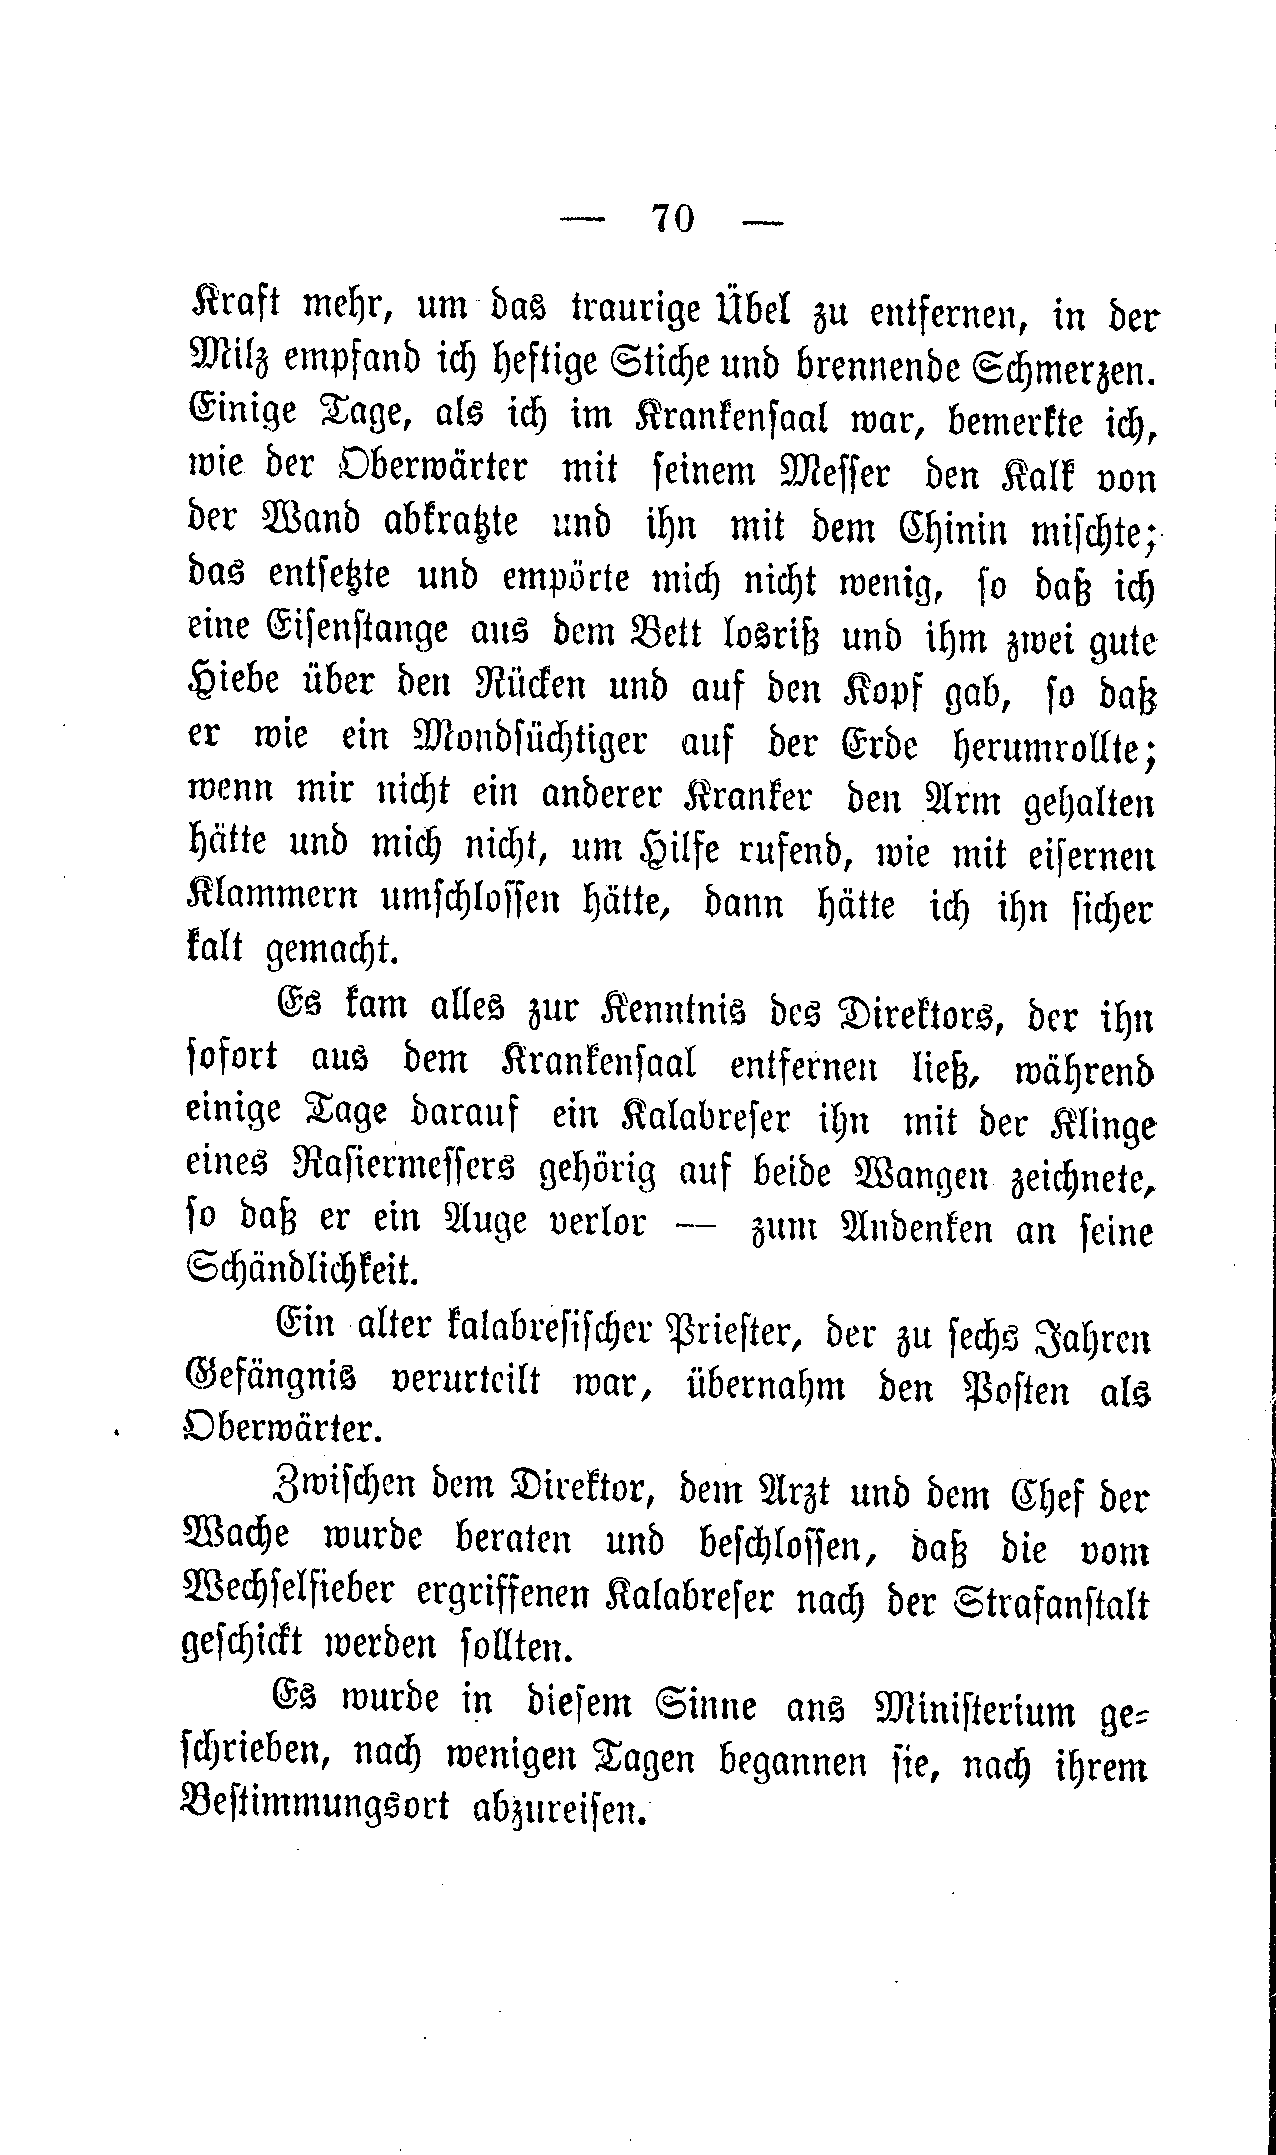 — 70 —
Kraft mehr, um das traurige Übel zu entfernen, in der
Milz empfand ich heftige Stiche und brennende Schmerzen.
Einige Tage, als ich im Krankensaal war, bemerkte ich,
wie der Oberwärter mit seinem Messer den Kalk von
der Wand abkratzte und ihn mit dem Chinin mischte;
das entsetzte und empörte mich nicht wenig, so daß ich
eine Eisenstange aus dem Bett losriß und ihm zwei gute
Hiebe über den Rücken und auf den Kopf gab, so daß
er wie ein Mondsüchtiger auf der Erde herumrollte;
wenn mir nicht ein anderer Kranker den Arm gehalten
hätte und mich nicht, um Hilfe rufend, wie mit eisernen
Klammern umschlossen hätte, dann hätte ich ihn sicher
kalt gemacht.
Es kam alles zur Kenntnis des Direktors, der ihn
sofort aus dem Krankensaal entfernen ließ, während
einige Tage darauf ein Kalabreser ihn mit der Klinge
eines Rasiermessers gehörig auf beide Wangen zeichnete,
so daß er ein Auge verlor — zum Andenken an seine
Schändlichkeit.
Ein alter kalabresischer Priester, der zu sechs Jahren
Gefängnis verurteilt war, übernahm den Posten als
Oberwärter.
Zwischen dem Direktor, dem Arzt und dem Chef der
Wache wurde beraten und beschlossen, daß die vom
Wechselfieber ergriffenen Kalabreser nach der Strafanstalt
geschickt werden sollten.
Es wurde in diesem Sinne ans Ministerium ge-
schrieben, nach wenigen Tagen begannen sie, nach ihrem
Bestimmungsort abzureisen.